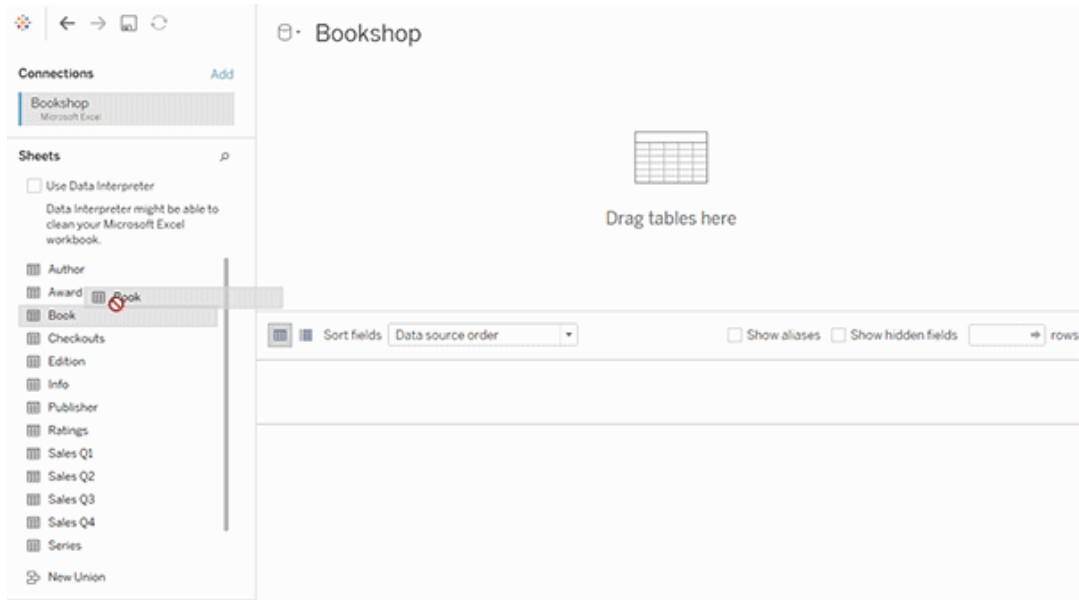 Bookshop
Connections Add
Bookshop
Microsoft Excel
Sheets
Use Data Interpreter
Data Interpreter might be able to
clean your Microsoft Excel
workbook.
Author
Award
Book
Book
Checkouts
Edition
Info
Publisher
Ratings
Sales Q1
Sales Q2
Sales Q3
Sales Q4
Series
New Union
Drag tables here
Sort fields Data source order Show aliases Show hidden fields rows